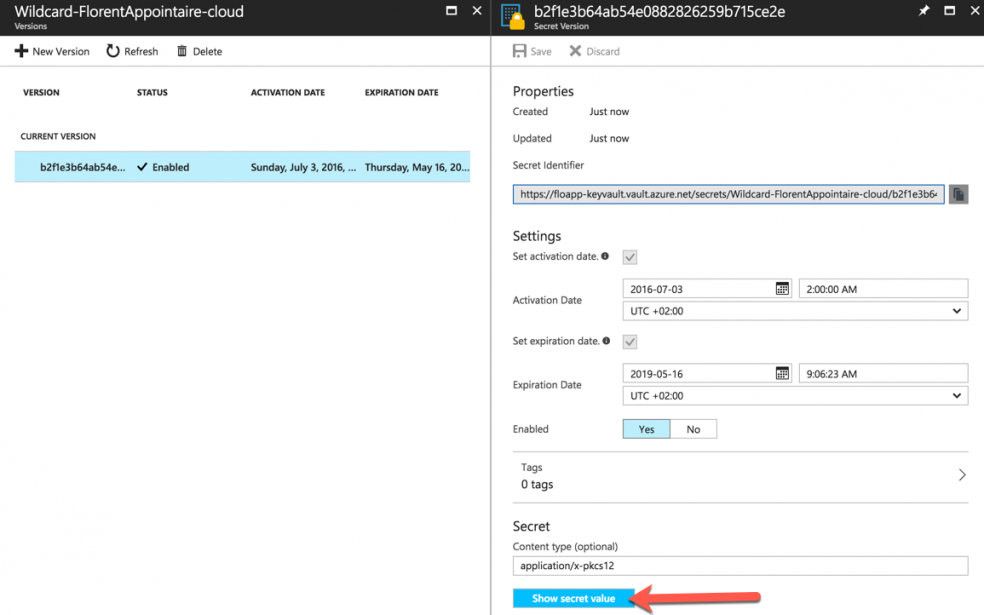 Wildcard-FlorentAppointaire-cloud
Versions
New Version Refresh Delete
VERSION STATUS ACTIVATION DATE EXPIRATION DATE
CURRENT VERSION
b2f1e3b64ab54e... Enabled Sunday, July 3, 2016, ... Thursday, May 16, 20...
b2f1e3b64ab54e0882826259b715ce2e
Secret Version
Save Discard
Properties
Created Just now
Updated Just now
Secret Identifier
https://floapp-keyvault.vault.azure.net/secrets/Wildcard-FlorentAppointaire-cloud/b2f1e3b64
Settings
Set activation date.
Activation Date 2016-07-03 2:00:00 AM
UTC +02:00
Set expiration date.
Expiration Date 2019-05-16 9:06:23 AM
UTC +02:00
Enabled Yes No
Tags
0 tags
Secret
Content type (optional)
application/x-pkcs12
Show secret value